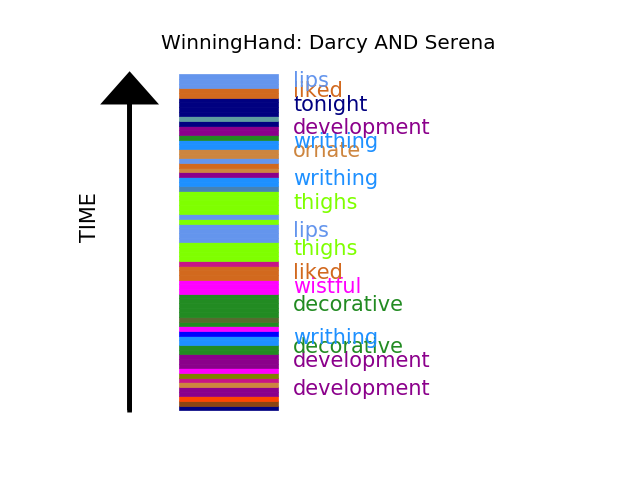 WinningHand: Darcy AND Serena
lips
liked
tonight
development
writhing
ornate
writhing
thighs
lips
thighs
liked
wistful
decorative
writhing
decorative
development
development
TIME